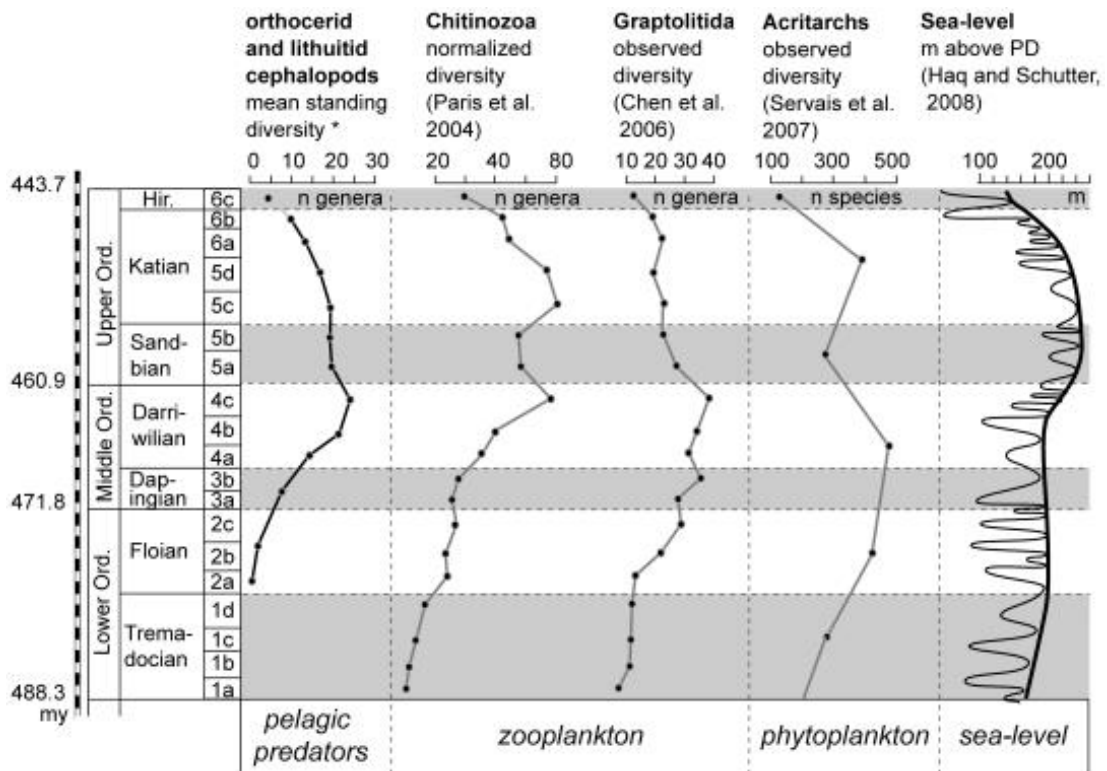 orthocerid
and lithuitid
cephalopods
mean standing
diversity *
Chitinozoa
normalized
diversity
(Paris et al.
2004)
Graptolitida
observed
diversity
(Chen et al.
2006)
Acritarchs
observed
diversity
(Servais et al.
2007)
Sea-level
m above PD
(Haq and Schutter,
2008)
0 10 20 30
20 40 60 80
10 20 30 40
100 300 500
100 200
443.7
460.9
471.8
488.3
my
Upper Ord.
Middle Ord.
Lower Ord.
Hir,
Katian
Sand-
bian
Darri-
wilian
Dap-
ingian
Floian
Trema-
docian
6c
6b
6a
5d
5c
5b
5a
4c
4b
4a
3b
3a
2c
2b
2a
1d
1c
1b
1a
n genera
n genera
n genera
n species
m
pelagic
predators
zooplankton
phytoplankton
sea-level